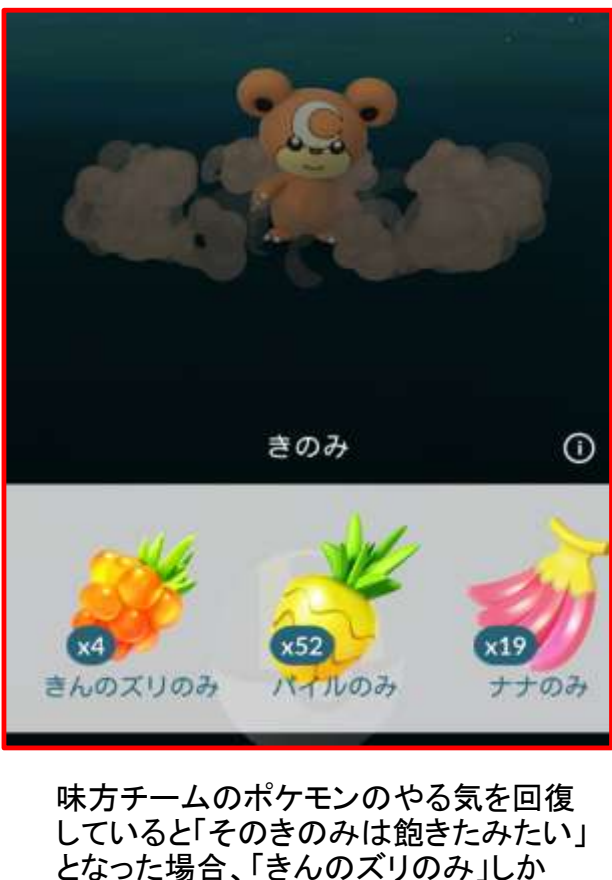 きのみ
x4
x52
x19
きんのズリのみ
パイルのみ
ナナのみ
味方チームのポケモンのやる気を回復
していると「そのきのみは飽きたみたい」
となった場合、「きんのズリのみ」しか